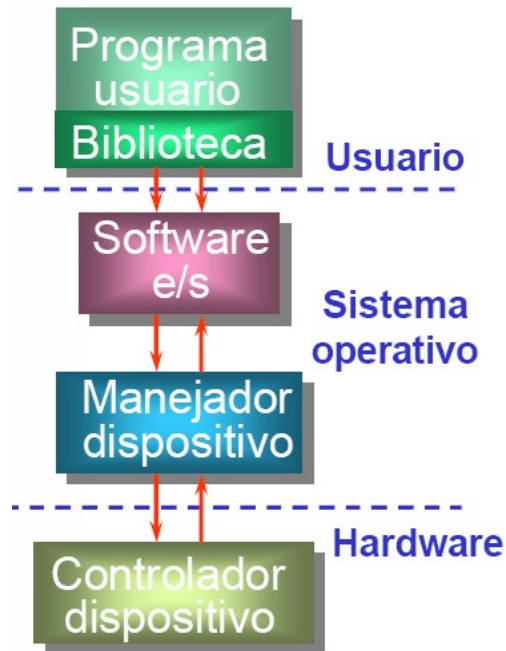 Programa
usuario
Biblioteca
Usuario
Software
e/s
Sistema
operativo
Manejador
dispositivo
Hardware
Controlador
dispositivo